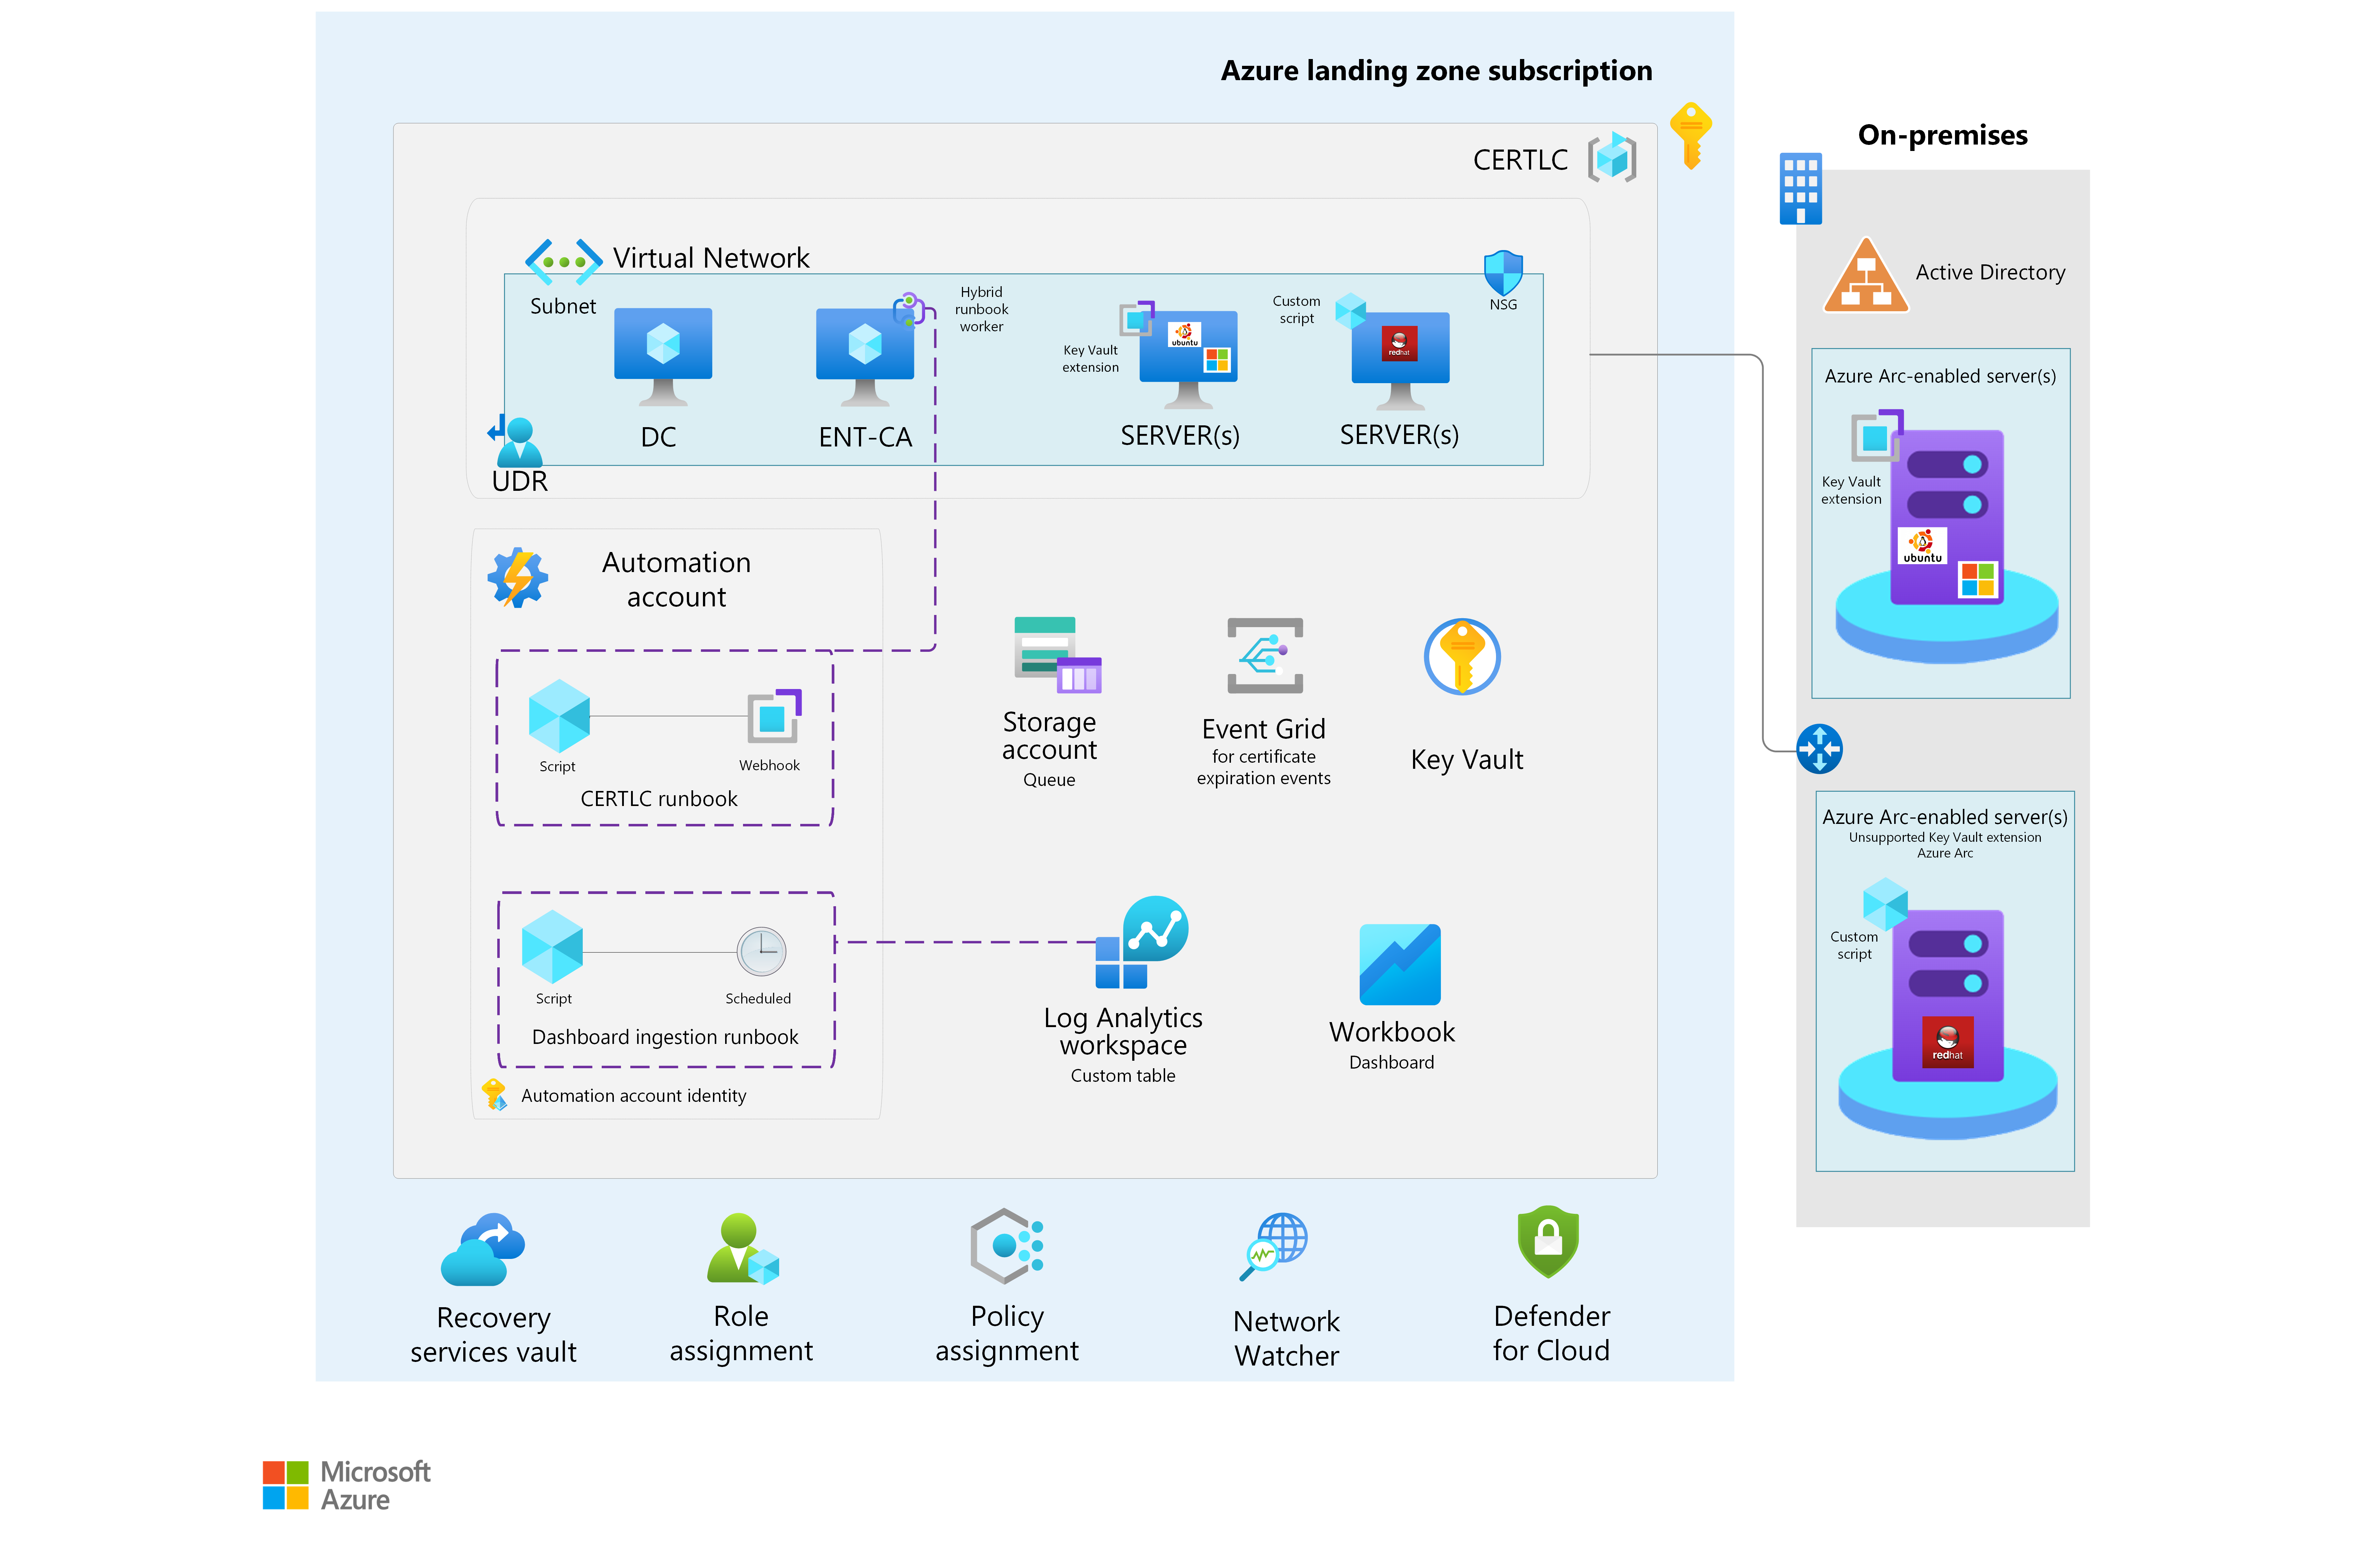 Azure landing zone subscription
CERTLC
Virtual Network
Subnet
Hybrid
runbook
worker
Key Vault
extension
ubuntu
Custom
script
redhat
NSG
DC
ENT-CA
SERVER(s)
SERVER(s)
UDR
Automation
account
Script
Webhook
CERTLC runbook
Script
Scheduled
Dashboard ingestion runbook
Automation account identity
Storage
account
Queue
Event Grid
for certificate
expiration events
Key Vault
Log Analytics
workspace
Custom table
Workbook
Dashboard
Recovery
services vault
Role
assignment
Policy
assignment
Network
Watcher
Defender
for Cloud
On-premises
Active Directory
Azure Arc-enabled server(s)
Key Vault
extension
ubuntu
Azure Arc-enabled server(s)
Unsupported Key Vault extension
Azure Arc
Custom
script
redhat
Microsoft
Azure